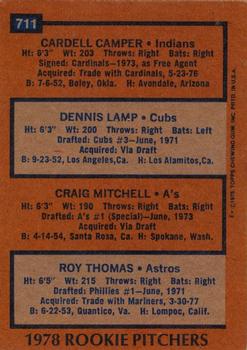 711
CARDELL CAMPER • Indians
Ht: 6'3" Wt: 203 Throws: Right Bats: Right
Signed: Cardinals—1973, as Free Agent
Acquired: Trade with Cardinals, 5-23-76
B: 7-6-52, Boley, Okla. H: Avondale, Arizona
DENNIS LAMP • Cubs
Ht: 6'3" Wt: 200 Throws: Right Bats: Left
Drafted: Cubs #3—June, 1971
Acquired: Via Draft
B: 9-23-52, Los Angeles, Ca. H: Los Alamitos, Ca.
CRAIG MITCHELL • A's
Ht: 6'3" Wt: 190 Throws: Right Bats: Right
Drafted: A's #1 (Special)—June, 1973
Acquired: Via Draft
B: 4-14-54, Santa Rosa, Ca. H: Spokane, Wash.
ROY THOMAS • Astros
Ht: 6'5" Wt: 215 Throws: Right Bats: Right
Drafted: Phillies #1—June, 1971
Acquired: Trade with Mariners, 3-30-77
B: 6-22-53, Quantico, Va. H: Lompoc, Calif.
1978 ROOKIE PITCHERS
TOPPS CHEWING GUM, INC. PRTD. IN U.S.A.